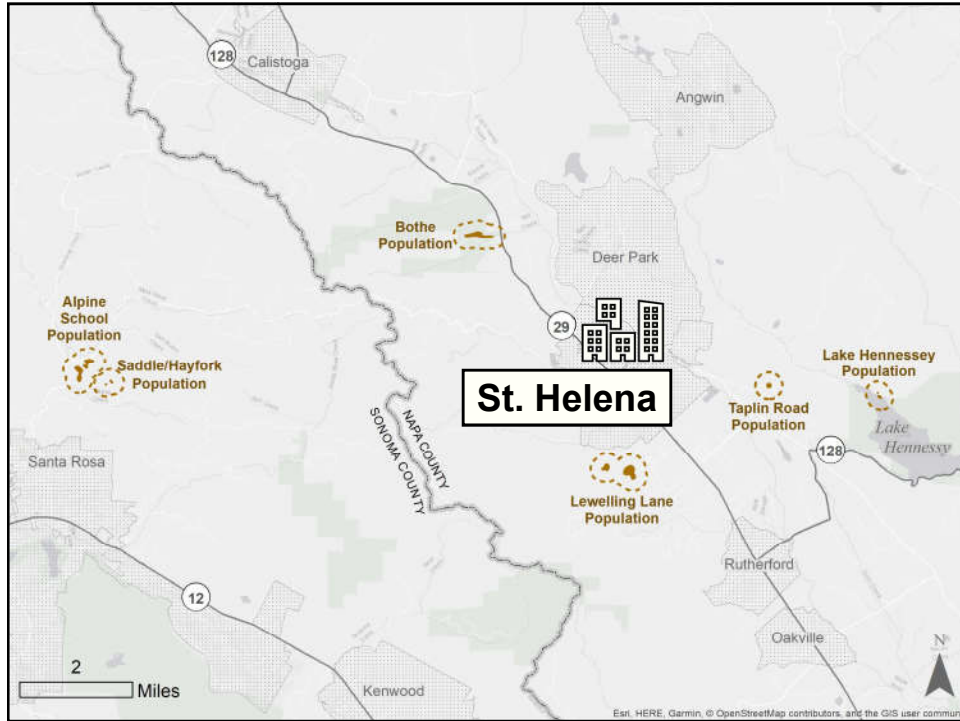 128
Calistoga
Angwin
Bothe
Population
Deer Park
Alpine
School
Population
29
Saddle/Hayfork
Population
St. Helena
Lake Hennessey
Population
Taplin Road
Population
Lake
Hennessy
128
NAPA COUNTY
SONOMA COUNTY
Santa Rosa
Lewelling Lane
Population
Rutherford
12
Oakville
N
2
Miles
Kenwood
Esri, HERE, Garmin, © OpenStreetMap contributors, and the GIS user commun